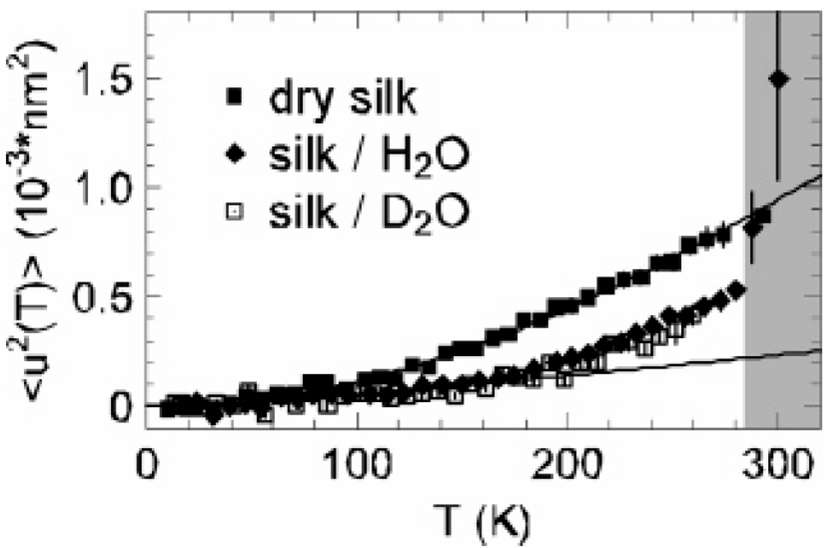 <u²(T)> (10⁻³*nm²)
1.5
1.0
0.5
0
dry silk
silk / H₂O
silk / D₂O
0 100 200 300
T (K)